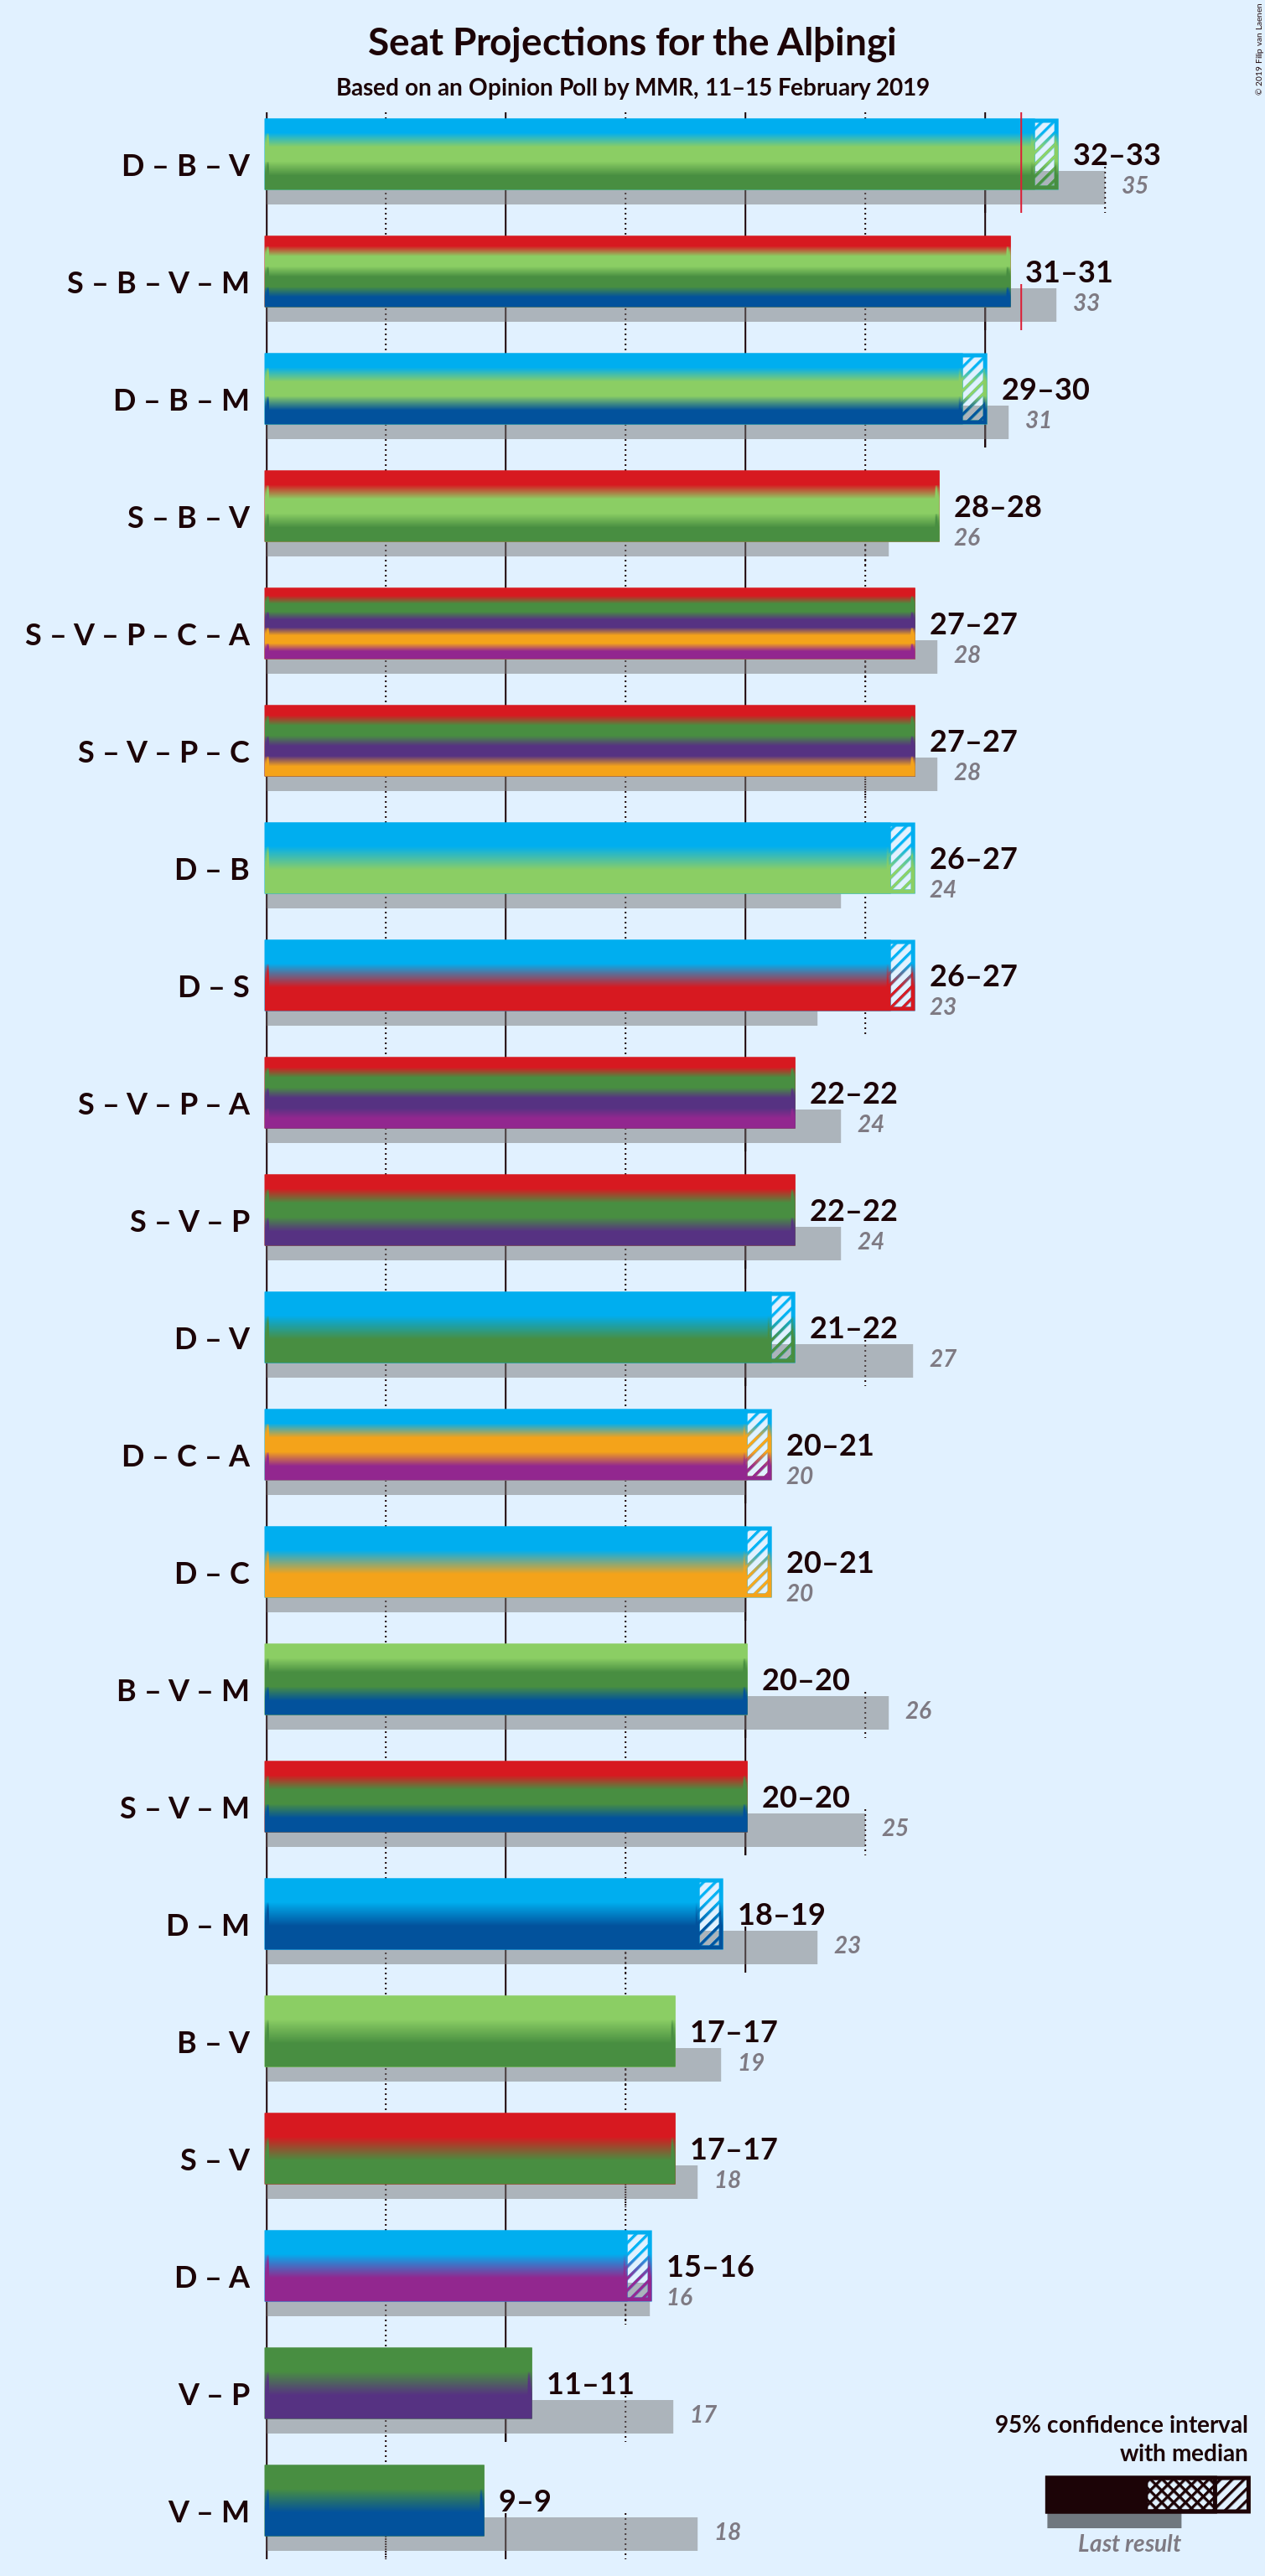 Seat Projections for the Alþingi
Based on an Opinion Poll by MMR, 11–15 February 2019
© 2019 Filip van Laenen
D – B – V
32–33
35
S – B – V – M
31–31
33
D – B – M
29–30
31
S – B – V
28–28
26
S – V – P – C – A
27–27
28
S – V – P – C
27–27
28
D – B
26–27
24
D – S
26–27
23
S – V – P – A
22–22
24
S – V – P
22–22
24
D – V
21–22
27
D – C – A
20–21
20
D – C
20–21
20
B – V – M
20–20
26
S – V – M
20–20
25
D – M
18–19
23
B – V
17–17
19
S – V
17–17
18
D – A
15–16
16
V – P
11–11
17
V – M
9–9
18
95% confidence interval
with median
Last result